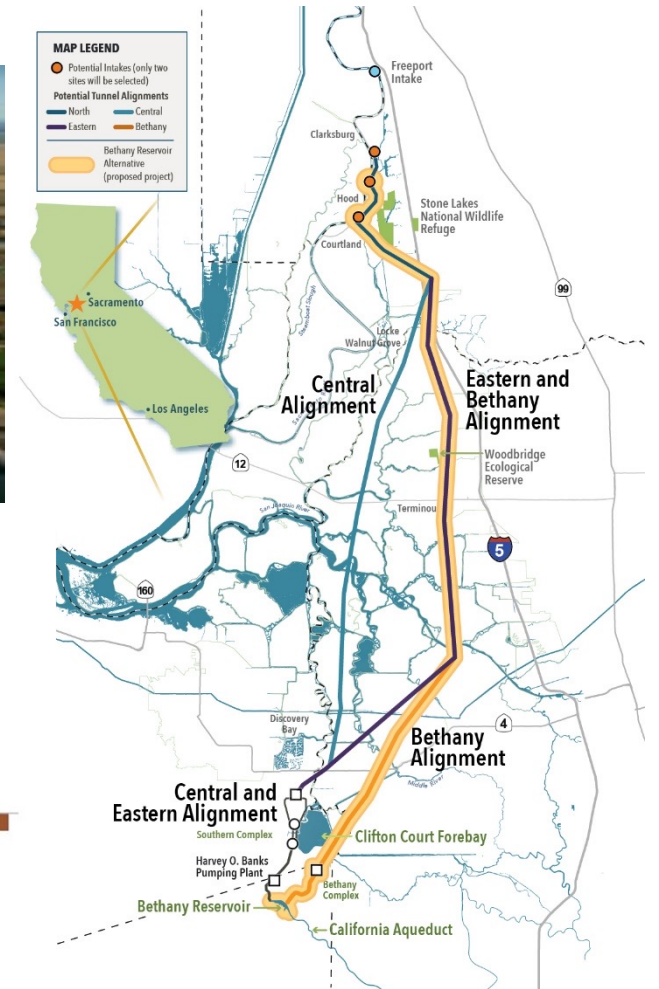 MAP LEGEND
Potential Intakes (only two
sites will be selected)
Potential Tunnel Alignments
North
Central
Eastern
Bethany
Bethany Reservoir
Alternative
(proposed project)
Freeport
Intake
Clarksburg
Hood
Stone Lakes
National Wildlife
Refuge
Courtland
Sacramento
San Francisco
Los Angeles
99
Locke
Walnut Grove
Central
Alignment
Eastern and
Bethany
Alignment
Woodbridge
Ecological
Reserve
12
San Joaquin River
Terminou
5
160
Discovery
Bay
4
Bethany
Alignment
Middle River
Central and
Eastern Alignment
Southern Complex
Clifton Court Forebay
Harvey O. Banks
Pumping Plant
Bethany
Complex
Bethany Reservoir
California Aqueduct